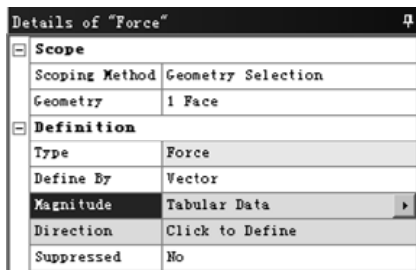 Details of "Force"
Scope
Scoping Method Geometry Selection
Geometry 1 Face
Definition
Type Force
Define By Vector
Magnitude Tabular Data
Direction Click to Define
Suppressed No